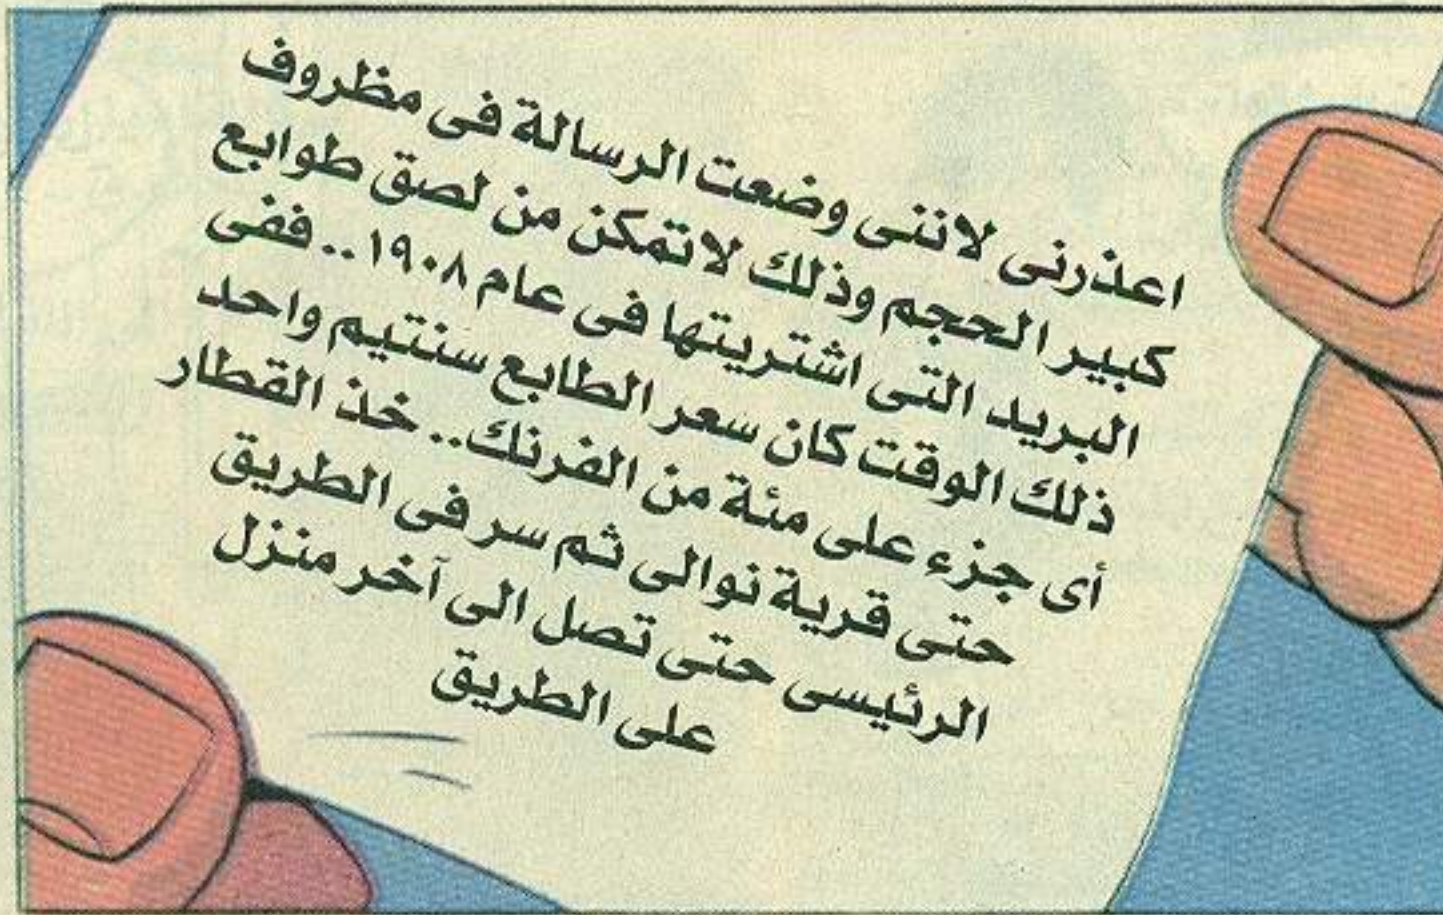 اعذرنى لاننى وضعت الرسالة فى مظروف
كبير الحجم وذلك لاتمكن من لصق طوابع
البريد التى اشتريتها فى عام ١٩٠٨.. ففى
ذلك الوقت كان سعر الطابع سنتيم واحد
أى جزء على مئة من الفرنك.. خذ القطار
حتى قرية نوالى ثم سر فى الطريق
الرئيسى حتى تصل الى آخر منزل
على الطريق